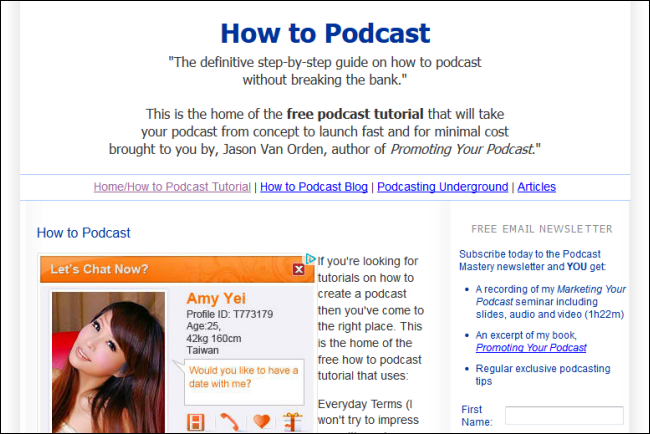 How to Podcast
"The definitive step-by-step guide on how to podcast
without breaking the bank."
This is the home of the free podcast tutorial that will take
your podcast from concept to launch fast and for minimal cost
brought to you by, Jason Van Orden, author of Promoting Your Podcast."
Home/How to Podcast Tutorial | How to Podcast Blog | Podcasting Underground | Articles
How to Podcast
Let's Chat Now?
Amy Yei
Profile ID: T773179
Age:25,
42kg 160cm
Taiwan
Would you like to have a
date with me?
If you're looking for
tutorials on how to
create a podcast
then you've come to
the right place. This
is the home of the
free how to podcast
tutorial that uses:
Everyday Terms (I
won't try to impress
FREE EMAIL NEWSLETTER
Subscribe today to the Podcast
Mastery newsletter and YOU get:
• A recording of my Marketing Your
Podcast seminar including
slides, audio and video (1h22m)
• An excerpt of my book,
Promoting Your Podcast
• Regular exclusive podcasting
tips
First
Name: